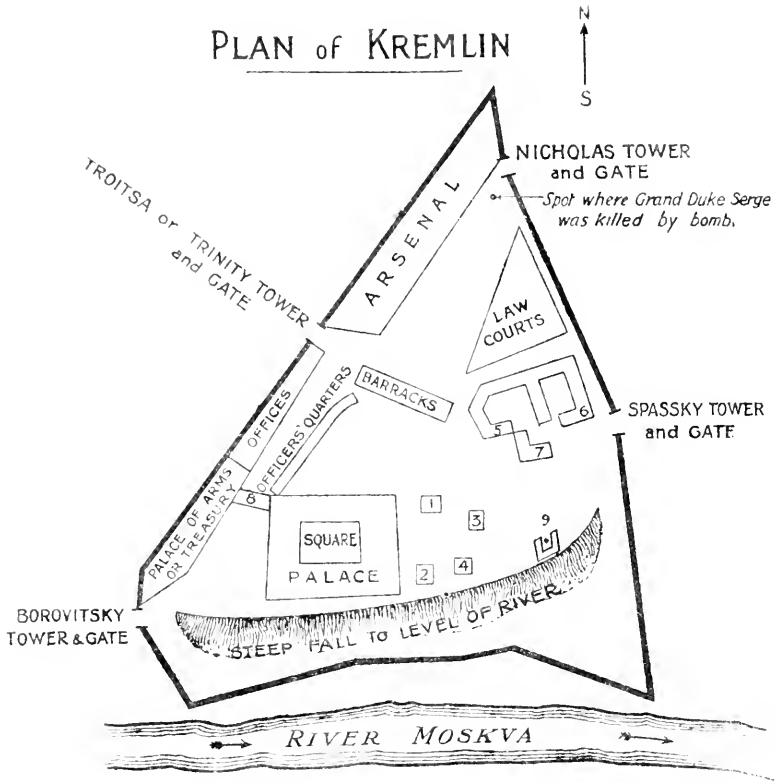 PLAN of KREMLIN
N
S
NICHOLAS TOWER
and GATE
Spot where Grand Duke Serge
was killed by bomb.
TROITSA or TRINITY TOWER
and GATE
ARSENAL
LAW
COURTS
BARRACKS
OFFICES
OFFICERS' QUARTERS
5
6
7
SPASSKY TOWER
and GATE
PALACE OF ARMS
OR TREASURY
8
1
3
9
SQUARE
PALACE
2
4
BOROVITSKY
TOWER & GATE
STEEP FALL TO LEVEL OF RIVER
RIVER MOSKVA